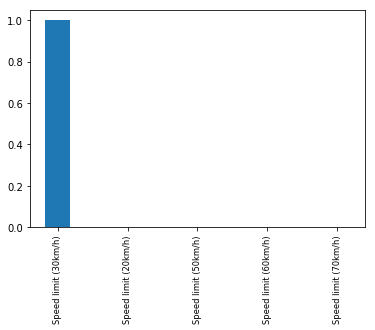 1.0
0.8
0.6
0.4
0.2
0.0
Speed limit (30km/h)
Speed limit (20km/h)
Speed limit (50km/h)
Speed limit (60km/h)
Speed limit (70km/h)